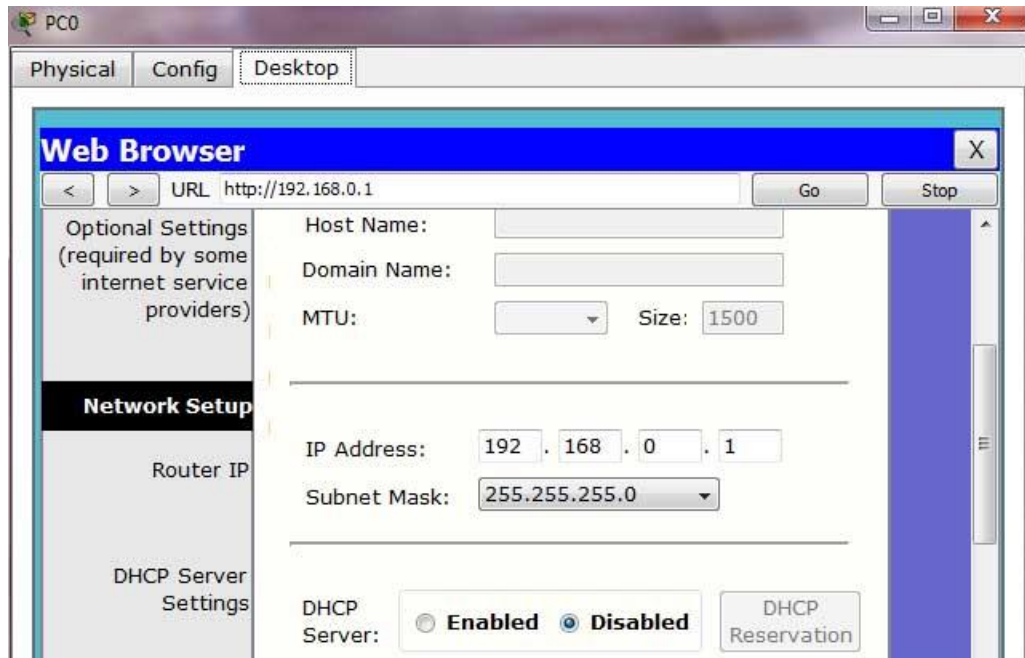 PC0
Physical Config Desktop
Web Browser X
< > URL http://192.168.0.1 Go Stop
Optional Settings
(required by some
internet service
providers)
Host Name:
Domain Name:
MTU: Size: 1500
Network Setup
Router IP
IP Address: 192 . 168 . 0 . 1
Subnet Mask: 255.255.255.0
DHCP Server
Settings
DHCP
Server: Enabled Disabled
DHCP
Reservation